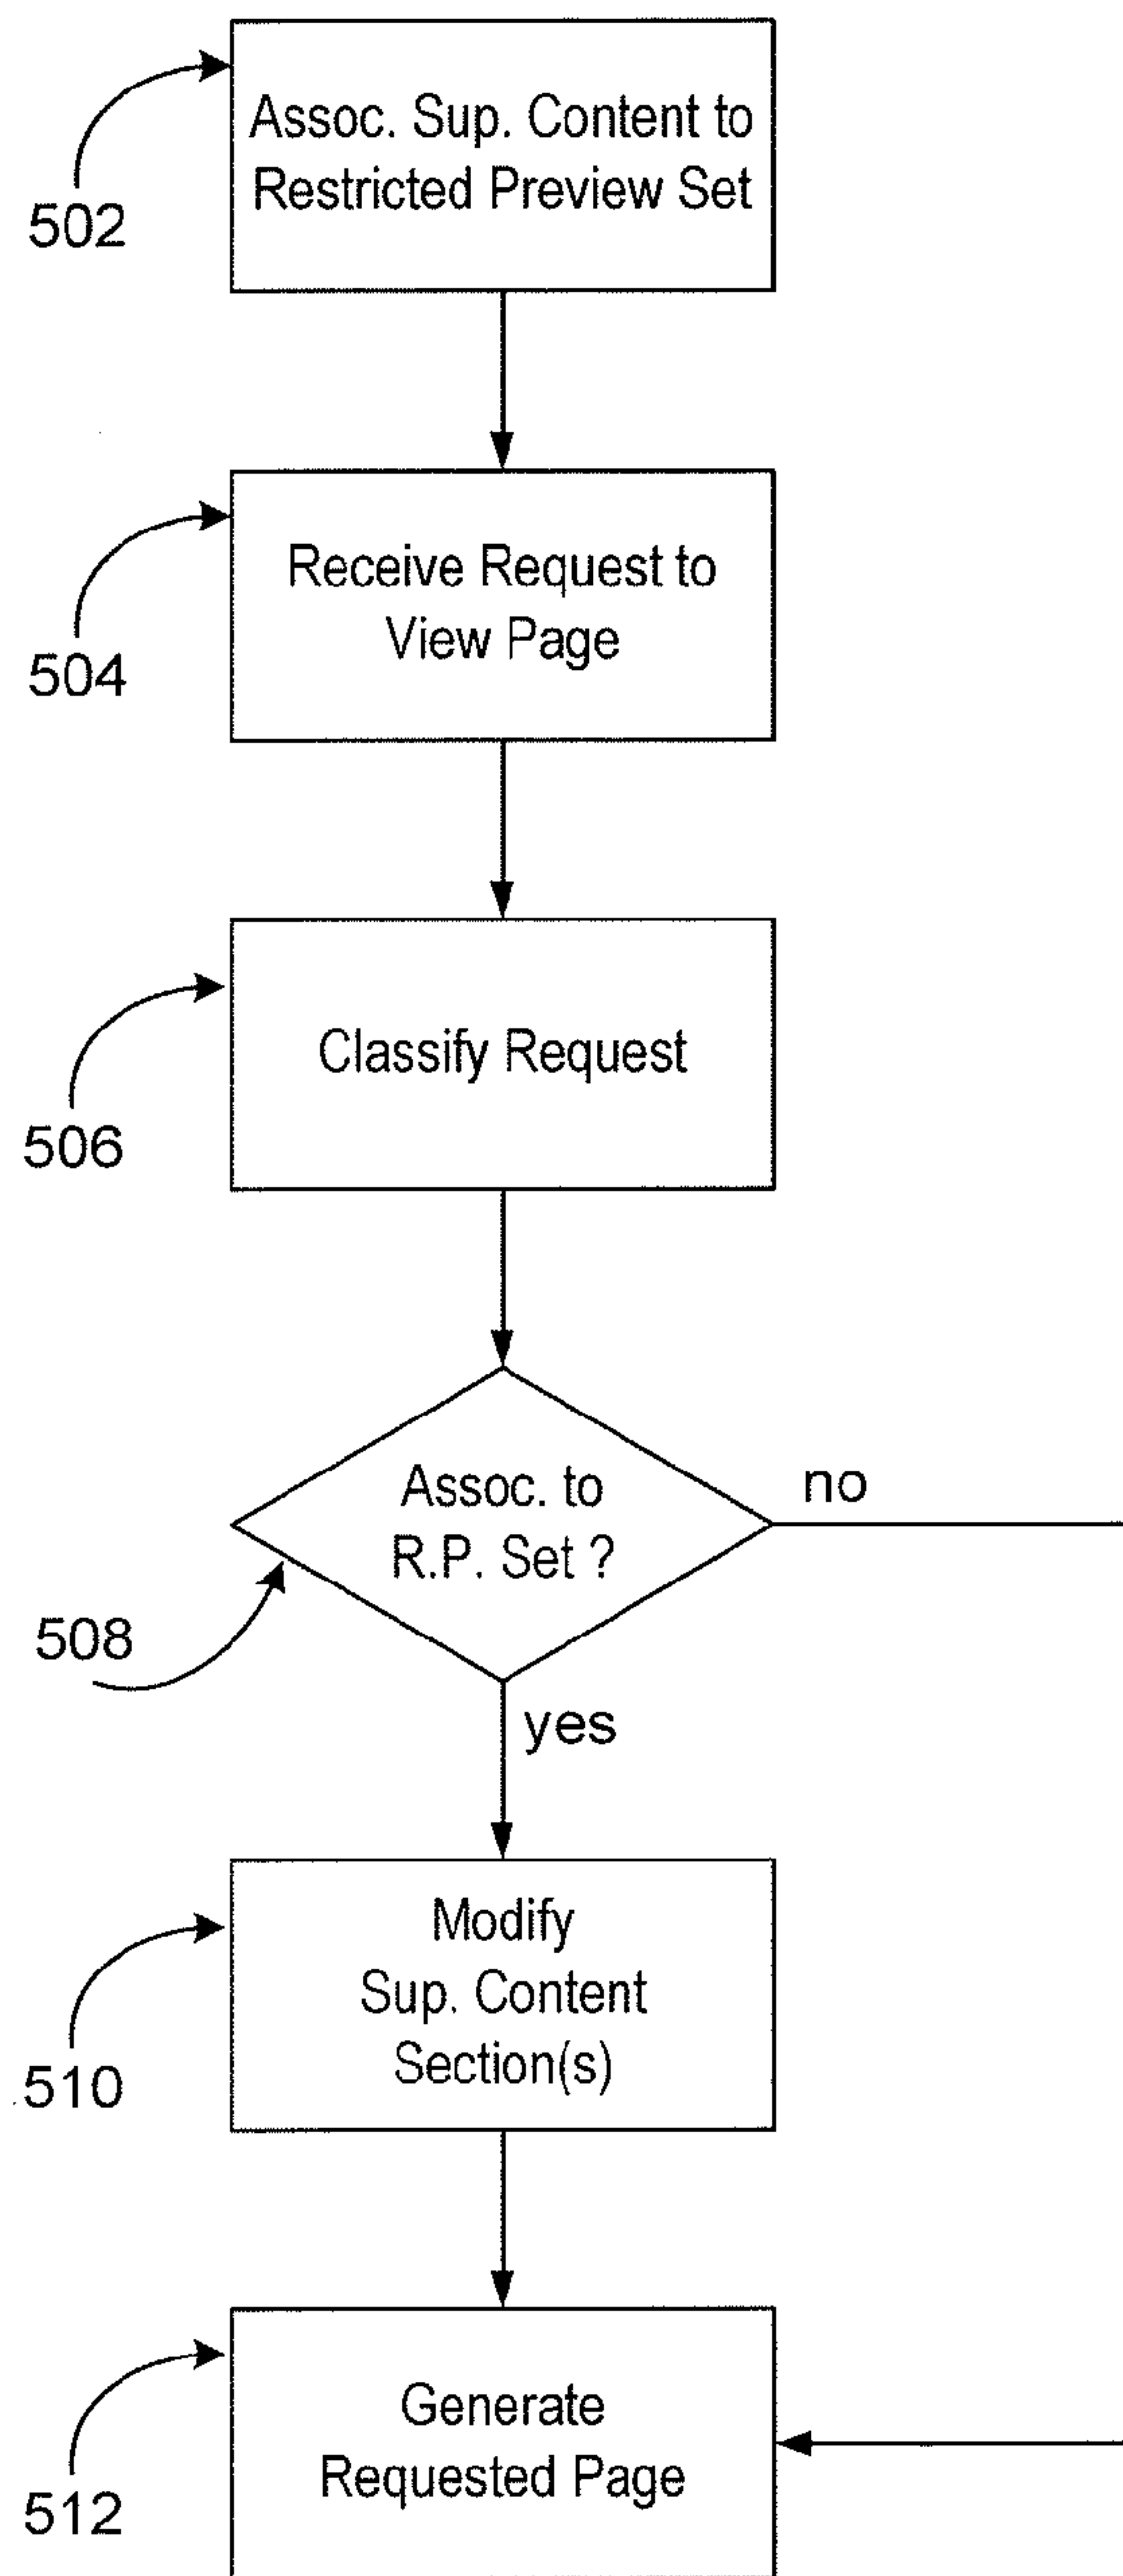 Assoc. Sup. Content to
Restricted Preview Set
502
Receive Request to
View Page
504
Classify Request
506
Assoc. to
R.P. Set ?
no
508
yes
Modify
Sup. Content
Section(s)
510
Generate
Requested Page
512